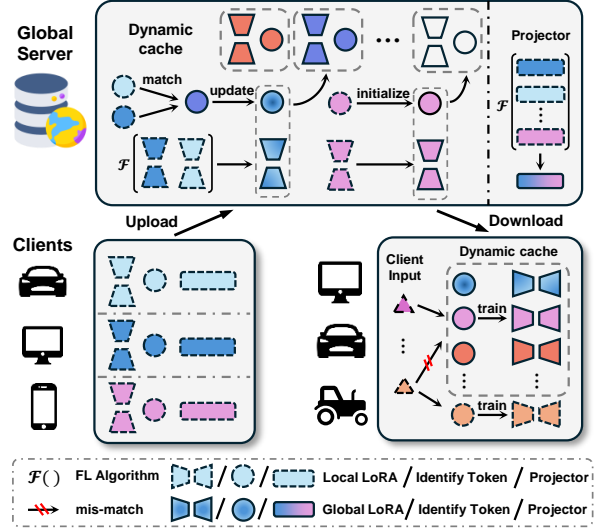 Global
Server
Dynamic
cache
match
update
initialize
...
Projector
ℱ
ℱ
Upload
Download
Clients
Client
Input
Dynamic cache
train
train
ℱ( ) FL Algorithm / / Local LoRA / Identify Token / Projector
mis-match / / Global LoRA / Identify Token / Projector